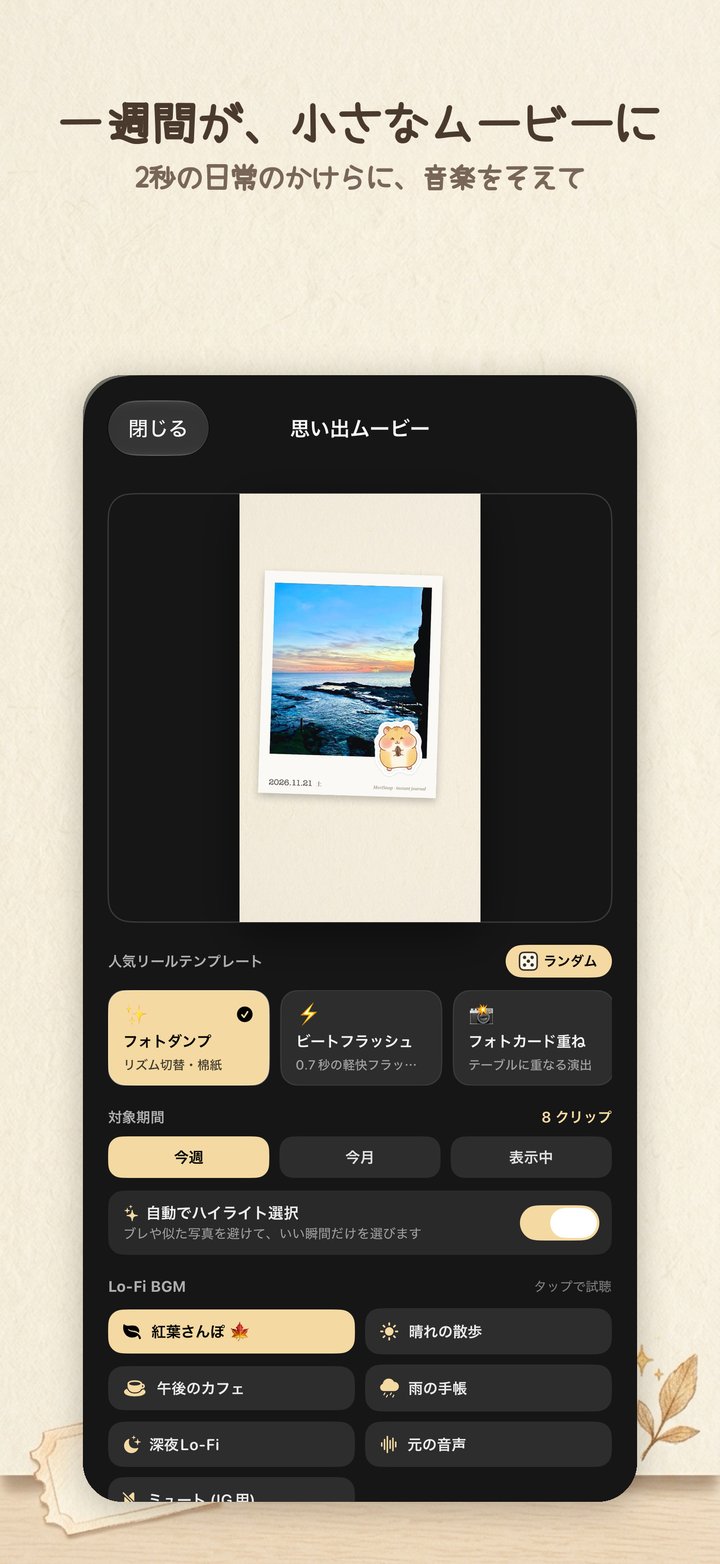 一週間が、小さなムービーに
2秒の日常のかけらに、音楽をそえて
閉じる
思い出ムービー
2026.11.21 土
人気リールテンプレート
ランダム
フォトダンプ
リズム切替・棉紙
ビートフラッシュ
0.7秒の軽快フラッ…
フォトカード重ね
テーブルに重なる演出
対象期間
8 クリップ
今週
今月
表示中
自動でハイライト選択
ブレや似た写真を避けて、いい瞬間だけを選びます
Lo-Fi BGM
タップで試聴
紅葉さんぽ 🍁
晴れの散歩
午後のカフェ
雨の手帳
深夜Lo-Fi
元の音声
ミュート (IG用)